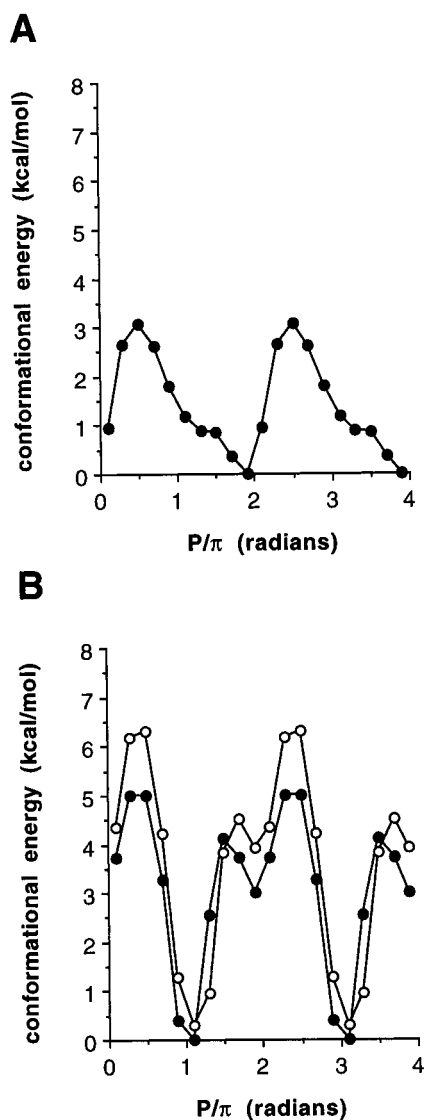 A
conformational energy (kcal/mol)
8
7
6
5
4
3
2
1
0
0 1 2 3 4
P/π (radians)
B
conformational energy (kcal/mol)
8
7
6
5
4
3
2
1
0
0 1 2 3 4
P/π (radians)